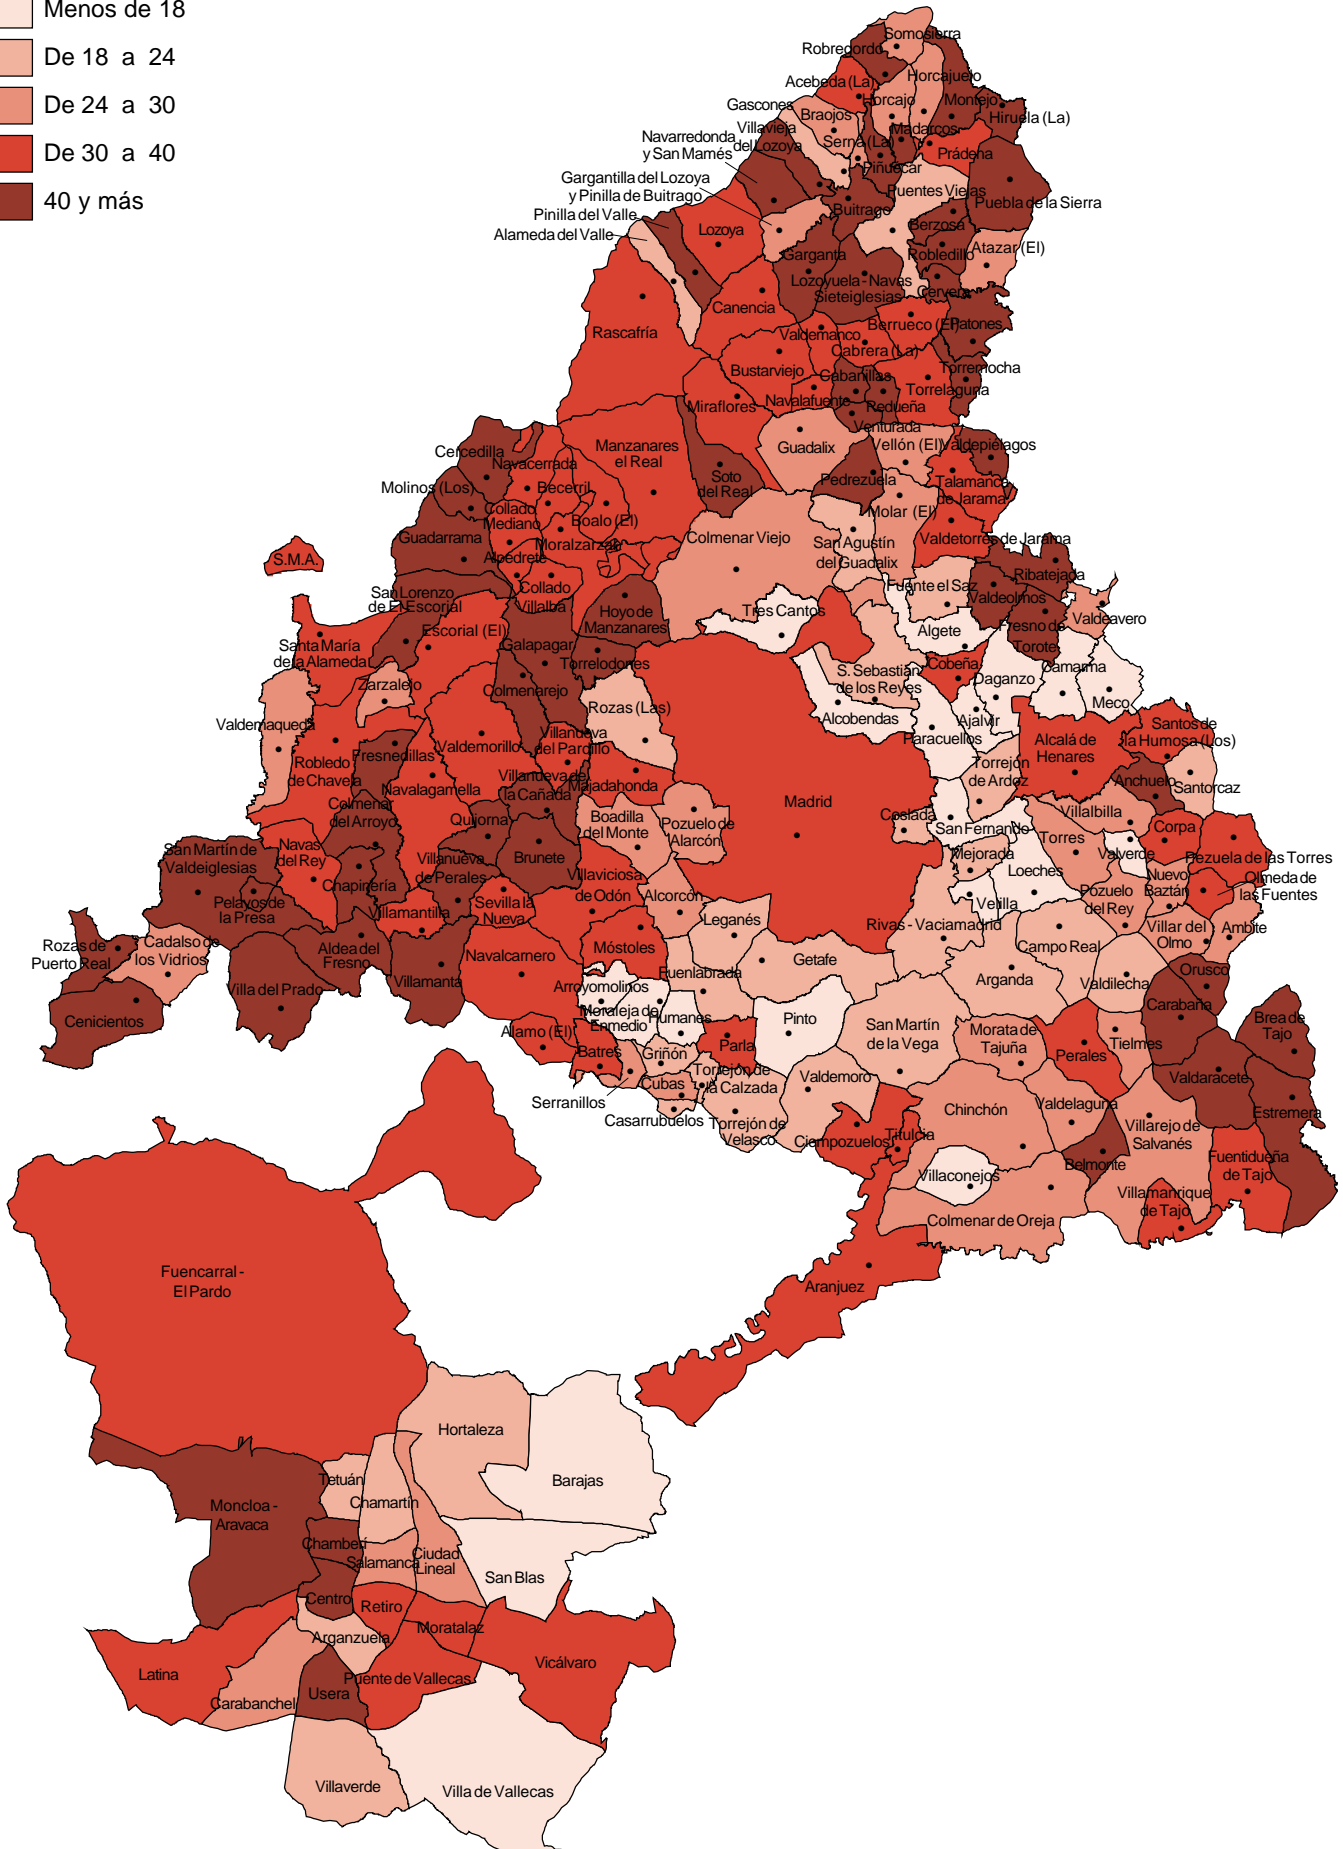 Menos de 18
De 18 a 24
De 24 a 30
De 30 a 40
40 y más
Somosierra
Robregordo
Horcajuelo
Acebeda (La)
Horcajo
Montejo
Gascones
Braojos
Hiruela (La)
Villavieja
del Lozoya
Madarcos
Navarredonda
y San Mamés
Serna (La)
Prádena
Piñuecar
Gargantilla del Lozoya
y Pinilla de Buitrago
Puentes Viejas
Puebla de la Sierra
Pinilla del Valle
Buitrago
Alameda del Valle
Lozoya
Berzosa
Garganta
Robledillo
Atazar (El)
Lozoyuela - Navas
Sieteiglesias
Cervera
Canencia
Rascafría
Valdemanco
Berrueco (El)
Patones
Cabrera (La)
Bustarviejo
Cabanillas
Torremocha
Torrelaguna
Miraflores
Navalafuente
Redueña
Venturada
Cercedilla
Manzanares
el Real
Guadalix
Vellón (El)
Valdepiélagos
Navacerrada
Soto
del Real
Pedrezuela
Talamanca
de Jarama
Molinos (Los)
Becerril
Collado
Mediano
Boalo (El)
Molar (El)
Guadarrama
Moralzarzal
Colmenar Viejo
San Agustín
del Guadalix
Valdetorres de Jarama
S.M.A.
Alpedrete
Ribatejada
San Lorenzo
de El Escorial
Collado
Villalba
Fuente el Saz
Valdeolmos
Hoyo de
Manzanares
Tres Cantos
Fresno de
Torote
Valdeavero
Escorial (El)
Algete
Santa María
de la Alameda
Galapagar
Torrelodones
S. Sebastián
de los Reyes
Cobeña
Camarma
Zarzalejo
Colmenarejo
Daganzo
Meco
Valdemaqueda
Rozas (Las)
Alcobendas
Ajalvir
Robledo
de Chavela
Valdemorillo
Villanueva
del Pardillo
Paracuellos
Alcalá de
Henares
Santos de
la Humosa (Los)
Fresnedillas
Torrejón
de Ardoz
Navalagamella
Villanueva de
la Cañada
Majadahonda
Anchuelo
Santorcaz
Colmenar
del Arroyo
Madrid
Coslada
Villalbilla
Quijorna
Boadilla
del Monte
Pozuelo de
Alarcón
San Fernando
Torres
Corpa
Navas
del Rey
Brunete
Mejorada
Valverde
Pezuela de las Torres
San Martín de
Valdeiglesias
Villanueva
de Perales
Loeches
Chapinería
Villaviciosa
de Odón
Nuevo
Baztán
Olmeda de
las Fuentes
Pelayos de
la Presa
Sevilla la
Nueva
Alcorcón
Velilla
Pozuelo
del Rey
Villamantilla
Leganés
Rivas - Vaciamadrid
Villar del
Olmo
Ambite
Rozas de
Puerto Real
Cadalso de
los Vidrios
Aldea del
Fresno
Navalcarnero
Móstoles
Campo Real
Getafe
Orusco
Villa del Prado
Villamanta
Fuenlabrada
Arganda
Valdilecha
Arroyomolinos
Carabaña
Cenicientos
Moraleja de
Enmedio
Humanes
Pinto
San Martín
de la Vega
Morata de
Tajuña
Brea de
Tajo
Alamo (El)
Batres
Griñón
Parla
Perales
Tielmes
Cubas
Torrejón de
la Calzada
Valdemoro
Valdaracete
Serranillos
Casarrubuelos
Torrejón de
Velasco
Chinchón
Valdelaguna
Villarejo de
Salvanés
Estremera
Ciempozuelos
Titulcia
Belmonte
Fuentidueña
de Tajo
Villaconejos
Villamanrique
de Tajo
Colmenar de Oreja
Aranjuez
Fuencarral -
El Pardo
Hortaleza
Barajas
Tetuán
Chamartín
Moncloa -
Aravaca
Chamberí
Salamanca
Ciudad
Lineal
San Blas
Centro
Retiro
Arganzuela
Moratalaz
Latina
Vicálvaro
Carabanchel
Usera
Puente de Vallecas
Villaverde
Villa de Vallecas